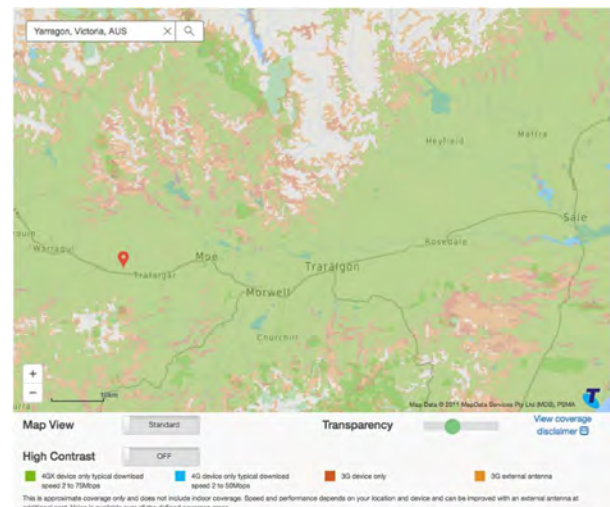 Yarragon, Victoria, AUS
Heyfield
Maffra
Sale
Rosedale
Warragul
Trafalgar
Moe
Traralgon
Morwell
Churchill
+
−
10km
Map Data © 2011 MapData Services Pty Ltd (MDS), PSMA
T
Map View
Standard
Transparency
View coverage
disclaimer
High Contrast
OFF
4GX device only typical download
speed 2 to 75Mbps
4G device only typical download
speed 2 to 50Mbps
3G device only
3G external antenna
This is approximate coverage only and does not include indoor coverage. Speed and performance depends on your location and device and can be improved with an external antenna at